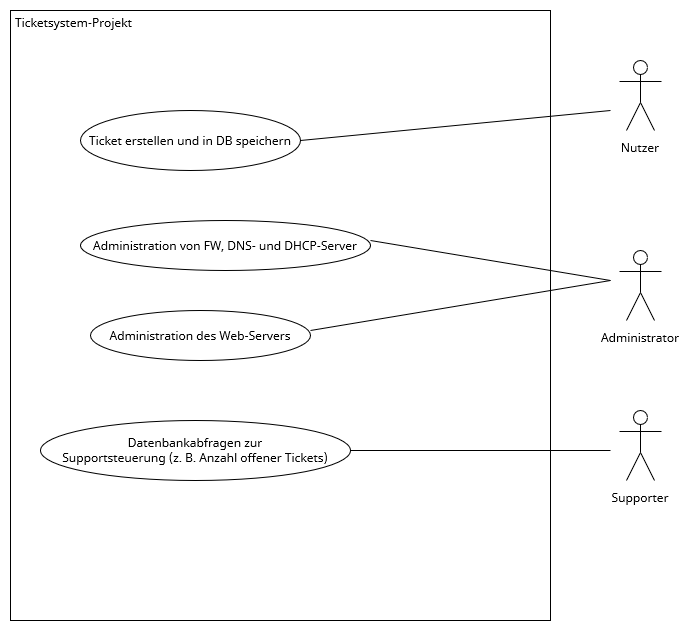 Ticketsystem-Projekt
Ticket erstellen und in DB speichern
Nutzer
Administration von FW, DNS- und DHCP-Server
Administration des Web-Servers
Administrator
Datenbankabfragen zur
Supportsteuerung (z. B. Anzahl offener Tickets)
Supporter